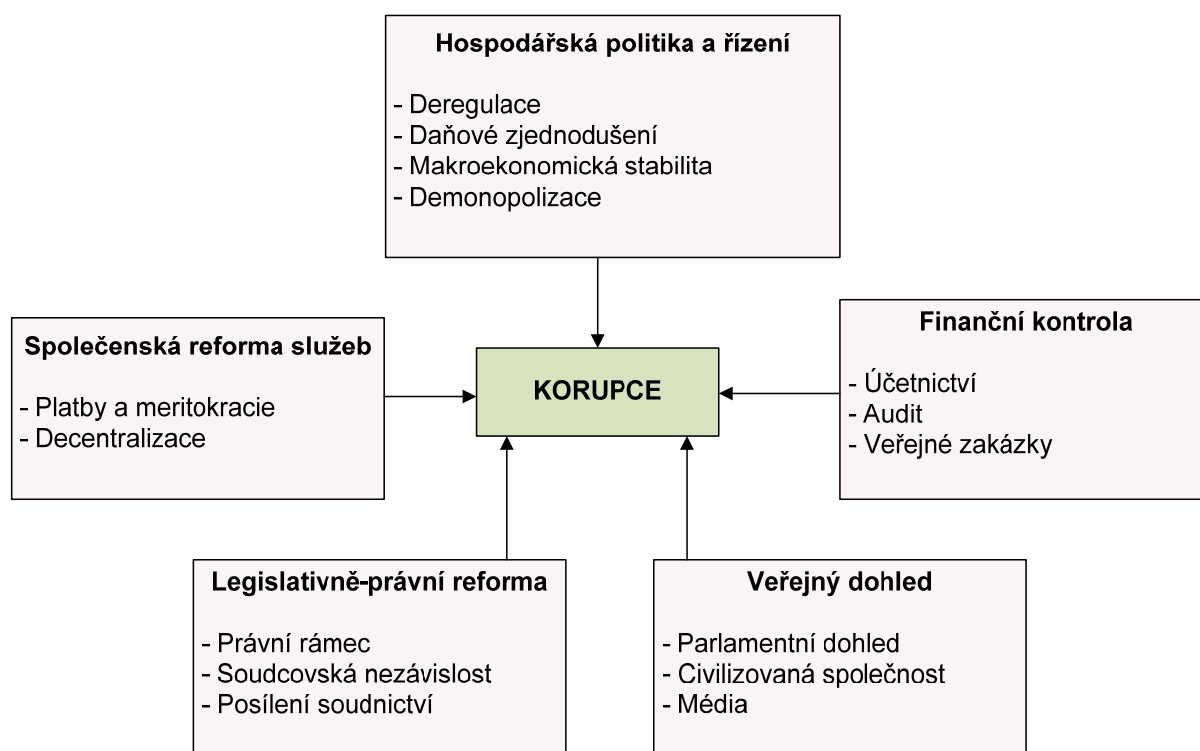 Hospodářská politika a řízení
- Deregulace
- Daňové zjednodušení
- Makroekonomická stabilita
- Demonopolizace
Společenská reforma služeb
- Platby a meritokracie
- Decentralizace
KORUPCE
Finanční kontrola
- Účetnictví
- Audit
- Veřejné zakázky
Legislativně-právní reforma
- Právní rámec
- Soudcovská nezávislost
- Posílení soudnictví
Veřejný dohled
- Parlamentní dohled
- Civilizovaná společnost
- Média